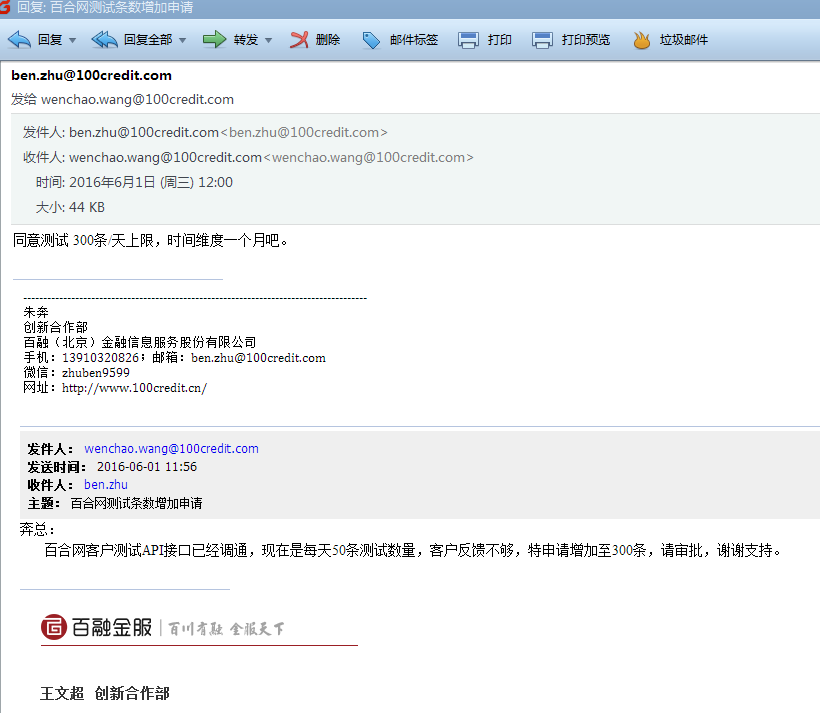 回复: 百合网测试条数增加申请
回复 回复全部 转发 删除 邮件标签 打印 打印预览 垃圾邮件
ben.zhu@100credit.com
发给 wenchao.wang@100credit.com
发件人: ben.zhu@100credit.com<ben.zhu@100credit.com>
收件人: wenchao.wang@100credit.com<wenchao.wang@100credit.com>
时间: 2016年6月1日 (周三) 12:00
大小: 44 KB
同意测试 300条/天上限，时间维度一个月吧。
朱奔
创新合作部
百融（北京）金融信息服务股份有限公司
手机：13910320826；邮箱：ben.zhu@100credit.com
微信：zhuben9599
网址：http://www.100credit.cn/
发件人： wenchao.wang@100credit.com
发送时间： 2016-06-01 11:56
收件人： ben.zhu
主题： 百合网测试条数增加申请
奔总：
百合网客户测试API接口已经调通，现在是每天50条测试数量，客户反馈不够，特申请增加至300条，请审批，谢谢支持。
百融金服 百川有融 金服天下
王文超 创新合作部